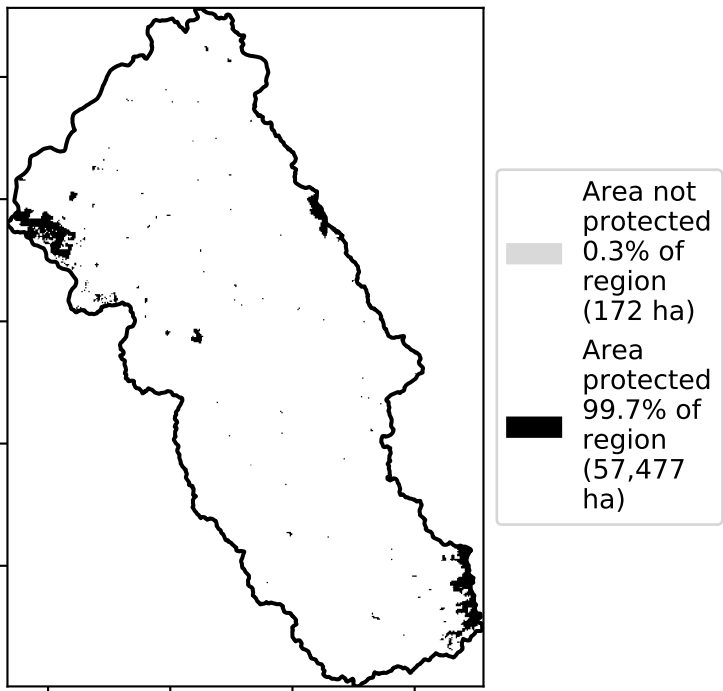 Area not
protected
0.3% of
region
(172 ha)
Area
protected
99.7% of
region
(57,477
ha)